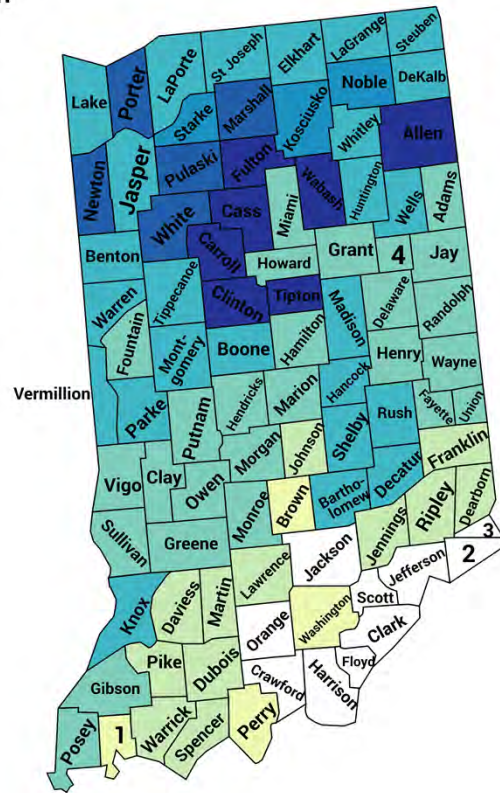 Lake
Porter
LaPorte
St Joseph
Elkhart
LaGrange
Steuben
Noble
DeKalb
Starke
Marshall
Kosciusko
Whitley
Allen
Newton
Jasper
Pulaski
Fulton
Wabash
Huntington
Wells
Adams
White
Cass
Miami
Benton
Carroll
Howard
Grant
4
Jay
Warren
Tippecanoe
Clinton
Tipton
Madison
Delaware
Randolph
Fountain
Mont-
gomery
Boone
Hamilton
Henry
Wayne
Vermillion
Parke
Putnam
Hendricks
Marion
Hancock
Rush
Fayette
Union
Shelby
Vigo
Clay
Owen
Morgan
Johnson
Decatur
Franklin
Sullivan
Greene
Monroe
Brown
Bartho-
lomew
Jennings
Ripley
Dearborn
3
2
Knox
Daviess
Martin
Lawrence
Jackson
Jefferson
Scott
Orange
Washington
Clark
Gibson
Pike
Dubois
Crawford
Harrison
Floyd
Posey
1
Warrick
Spencer
Perry